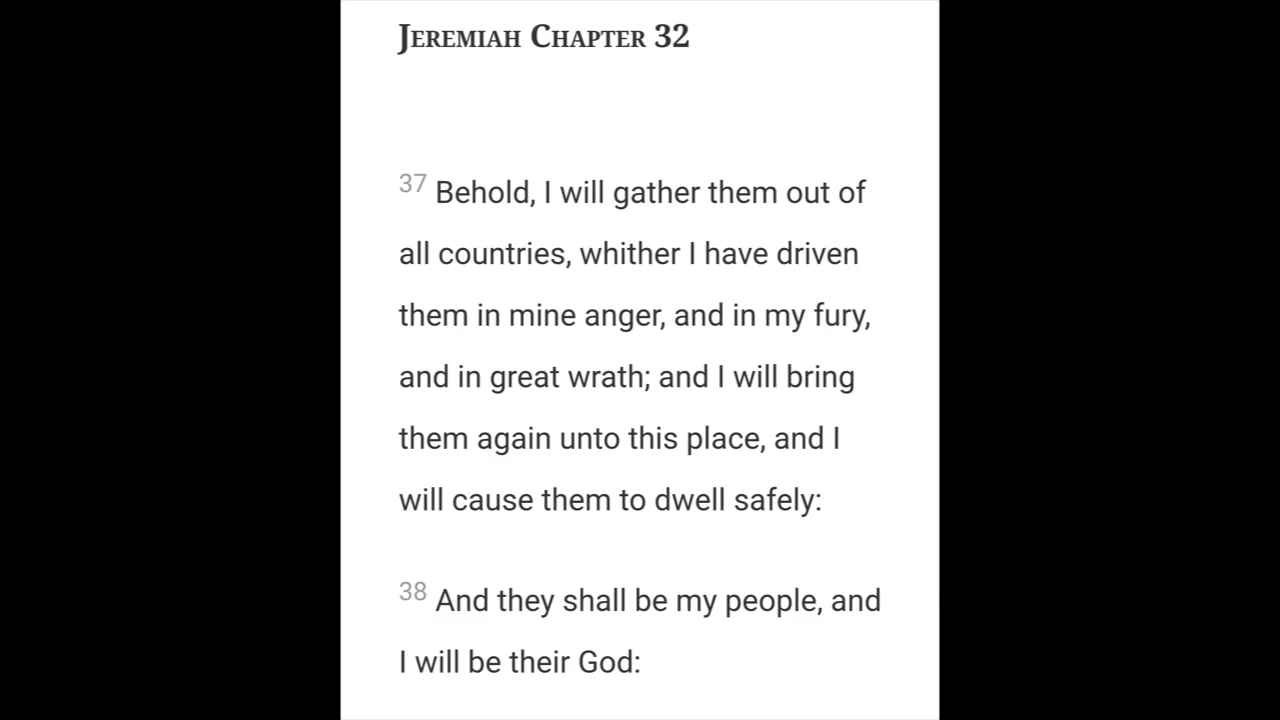 Jeremiah Chapter 32
37 Behold, I will gather them out of
all countries, whither I have driven
them in mine anger, and in my fury,
and in great wrath; and I will bring
them again unto this place, and I
will cause them to dwell safely:
38 And they shall be my people, and
I will be their God: